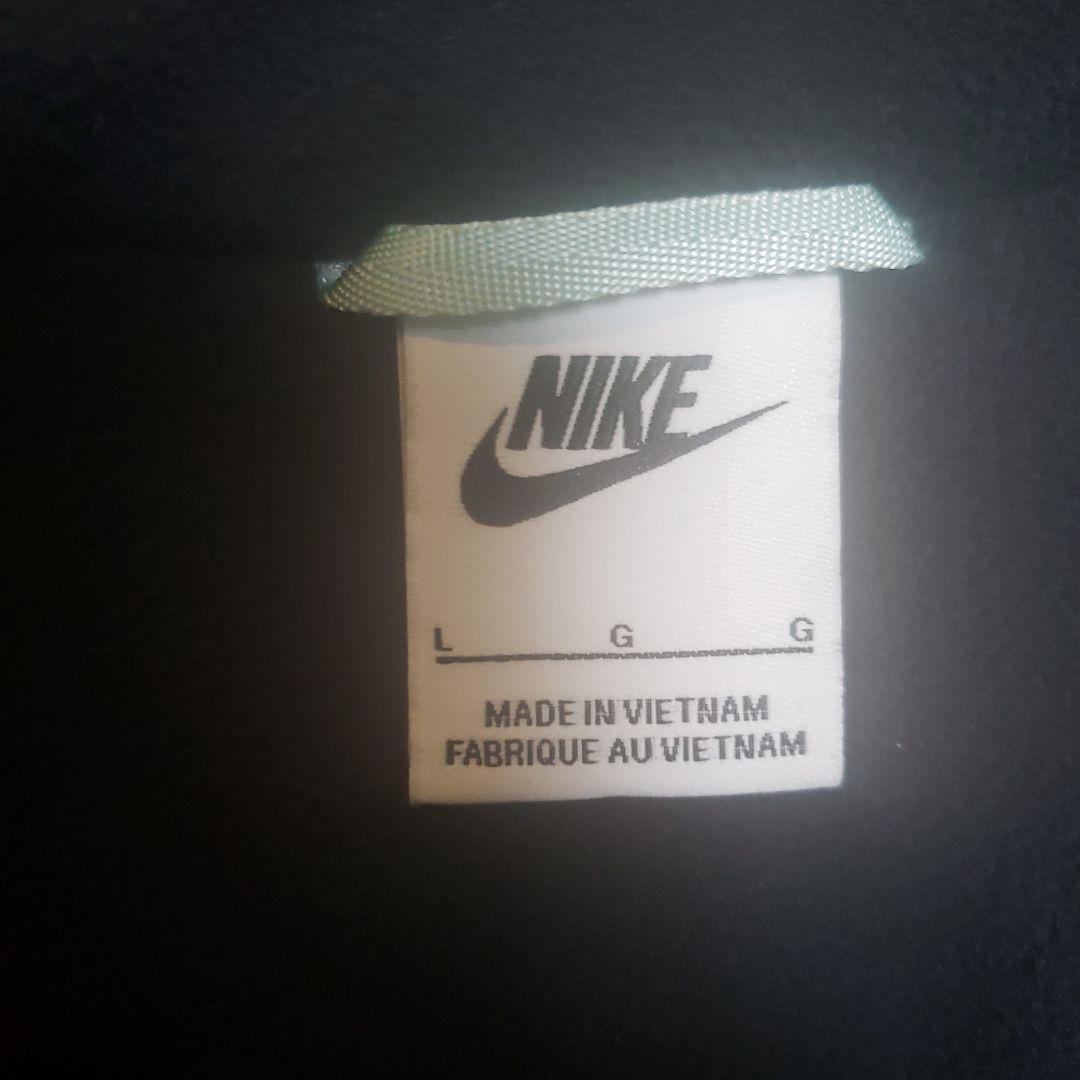 NIKE
L G G
MADE IN VIETNAM
FABRIQUE AU VIETNAM